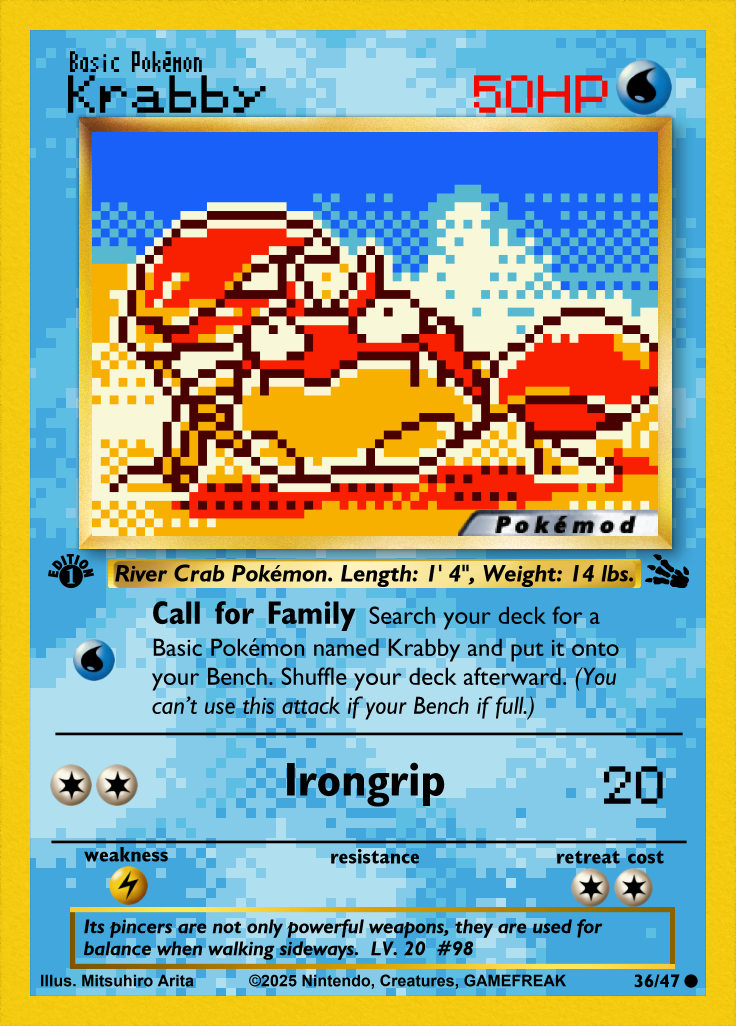 Basic Pokémon
Krabby
50HP
Pokémod
EDITION
1
River Crab Pokémon. Length: 1' 4", Weight: 14 lbs.
Call for Family Search your deck for a
Basic Pokémon named Krabby and put it onto
your Bench. Shuffle your deck afterward. (You
can't use this attack if your Bench if full.)
Irongrip
20
weakness
resistance
retreat cost
Its pincers are not only powerful weapons, they are used for
balance when walking sideways. LV. 20 #98
Illus. Mitsuhiro Arita
©2025 Nintendo, Creatures, GAMEFREAK
36/47